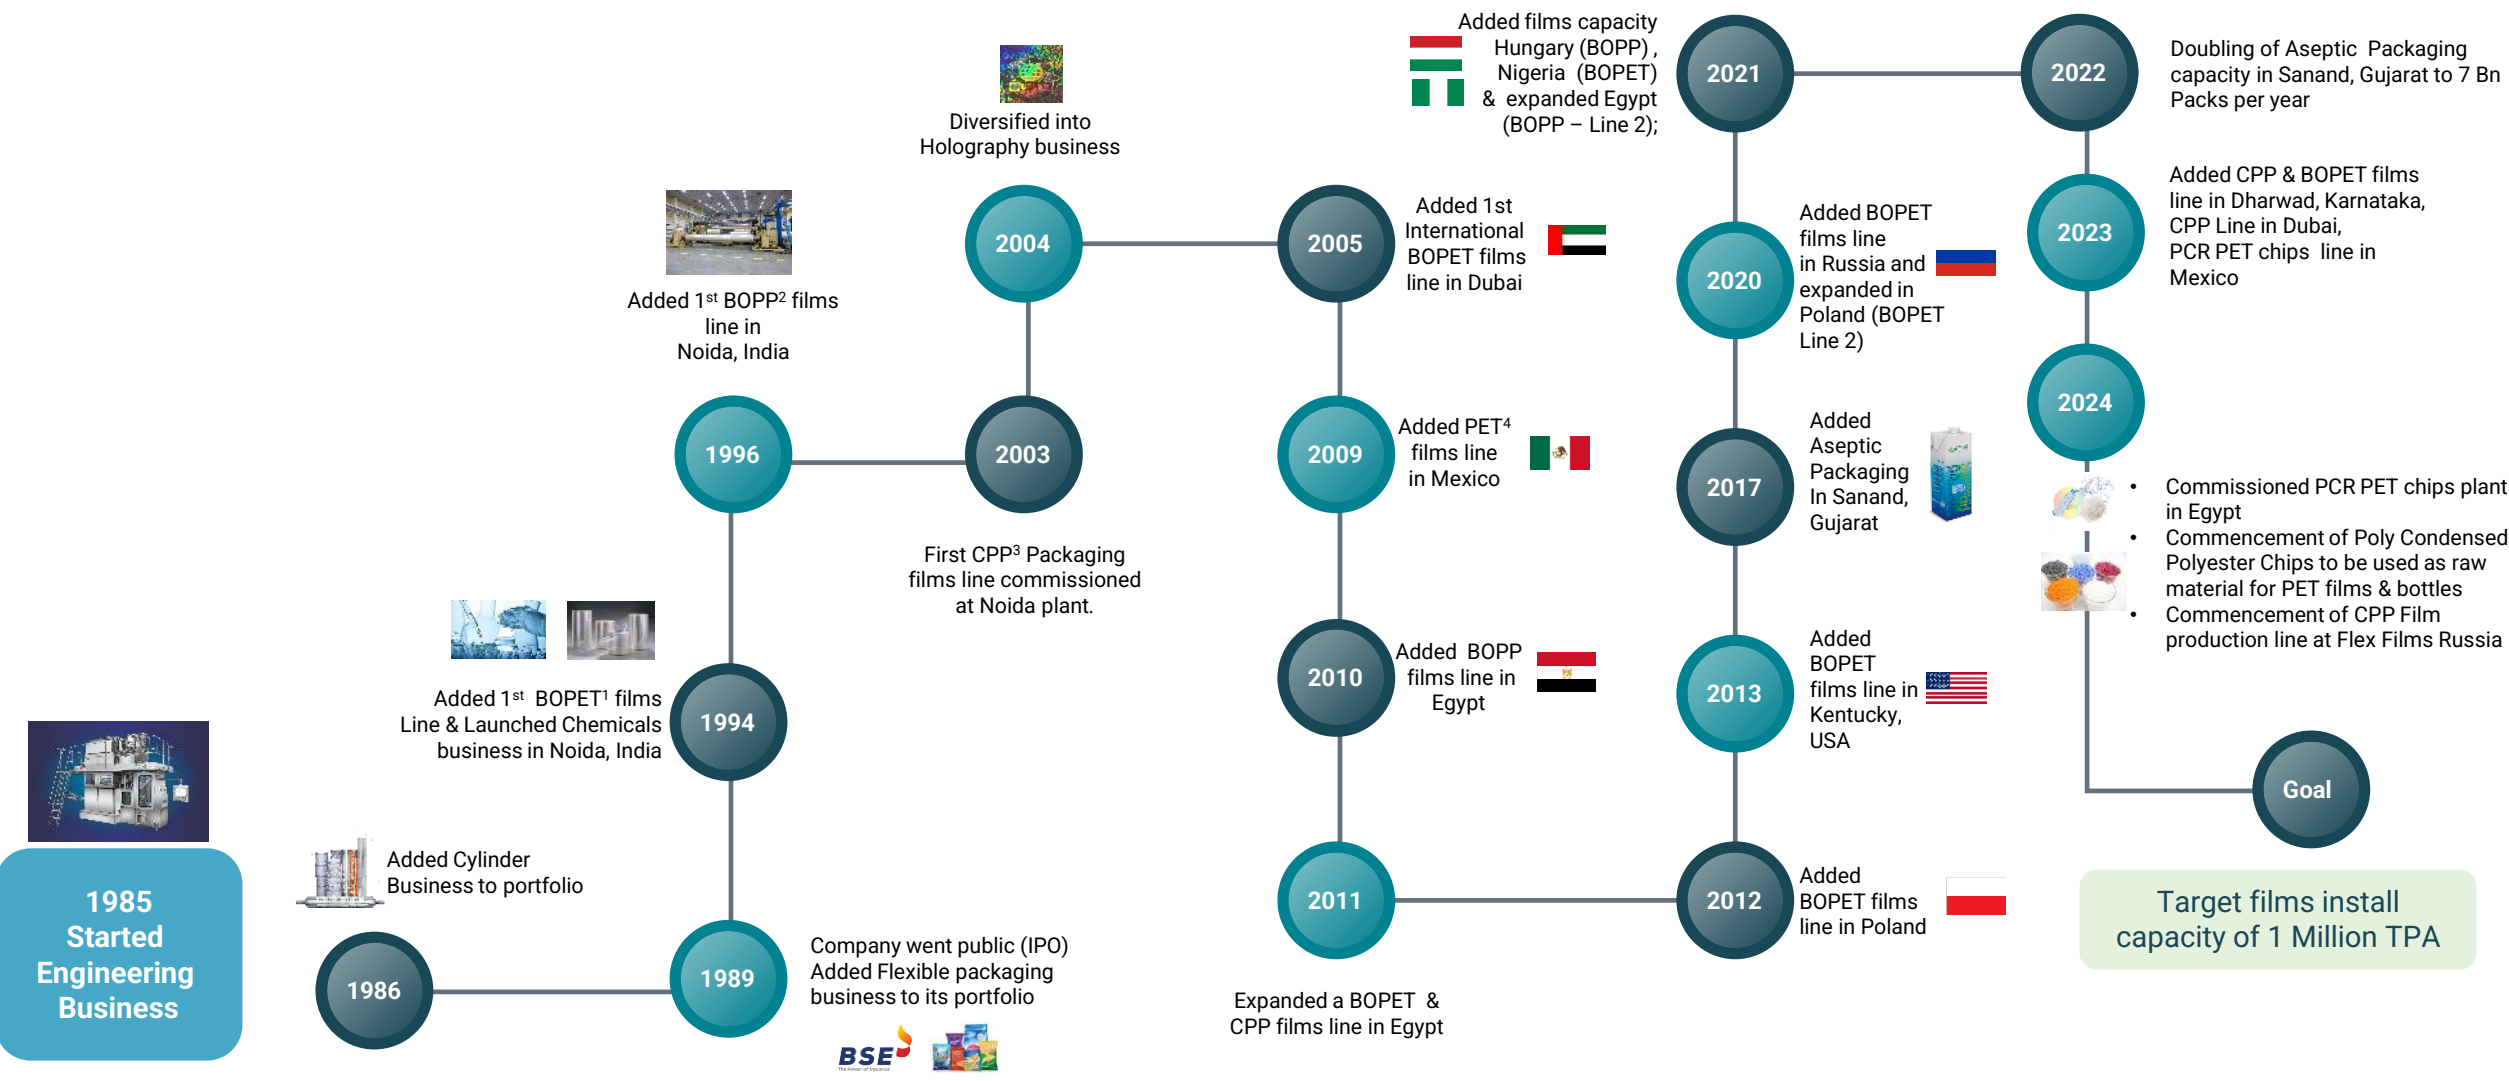 1985
Started
Engineering
Business
1986
Added Cylinder
Business to portfolio
1989
Company went public (IPO)
Added Flexible packaging
business to its portfolio
BSE
The Power of Vibrance
1994
Added 1st BOPET1 films
Line & Launched Chemicals
business in Noida, India
1996
Added 1st BOPP2 films
line in
Noida, India
2003
First CPP3 Packaging
films line commissioned
at Noida plant.
2004
Diversified into
Holography business
2005
Added 1st
International
BOPET films
line in Dubai
2009
Added PET4
films line
in Mexico
2010
Added BOPP
films line in
Egypt
2011
Expanded a BOPET &
CPP films line in Egypt
2012
Added
BOPET films
line in Poland
2013
Added
BOPET
films line in
Kentucky,
USA
2017
Added
Aseptic
Packaging
In Sanand,
Gujarat
2020
Added BOPET
films line
in Russia and
expanded in
Poland (BOPET
Line 2)
2021
Added films capacity
Hungary (BOPP) ,
Nigeria (BOPET)
& expanded Egypt
(BOPP – Line 2);
2022
Doubling of Aseptic Packaging
capacity in Sanand, Gujarat to 7 Bn
Packs per year
2023
Added CPP & BOPET films
line in Dharwad, Karnataka,
CPP Line in Dubai,
PCR PET chips line in
Mexico
2024
• Commissioned PCR PET chips plant
in Egypt
• Commencement of Poly Condensed
Polyester Chips to be used as raw
material for PET films & bottles
• Commencement of CPP Film
production line at Flex Films Russia
Goal
Target films install
capacity of 1 Million TPA